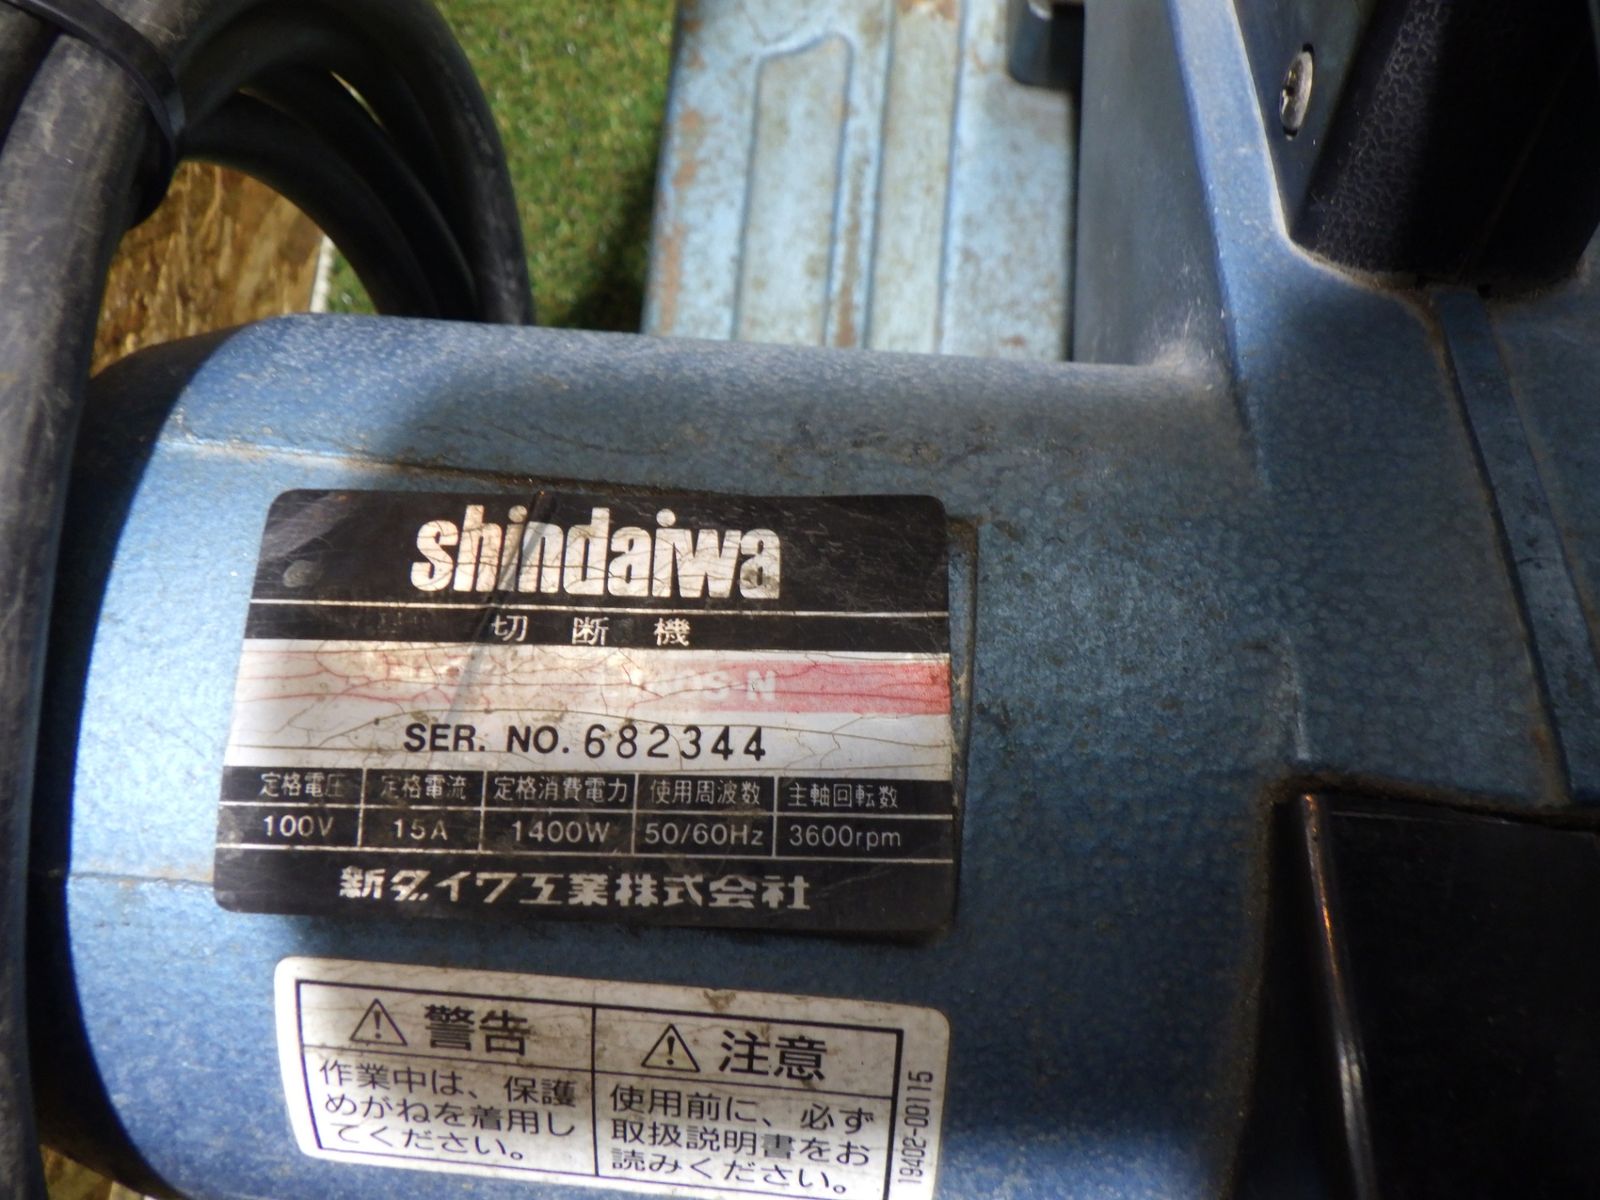 shindaiwa
切断機
SER. NO. 682344
定格電圧 定格電流 定格消費電力 使用周波数 主軸回転数
100V 15A 1400W 50/60Hz 3600rpm
新ダイワ工業株式会社
警告
作業中は、保護
めがねを着用し
てください。
注意
使用前に、必ず
取扱説明書をお
読みください。
19402-00115